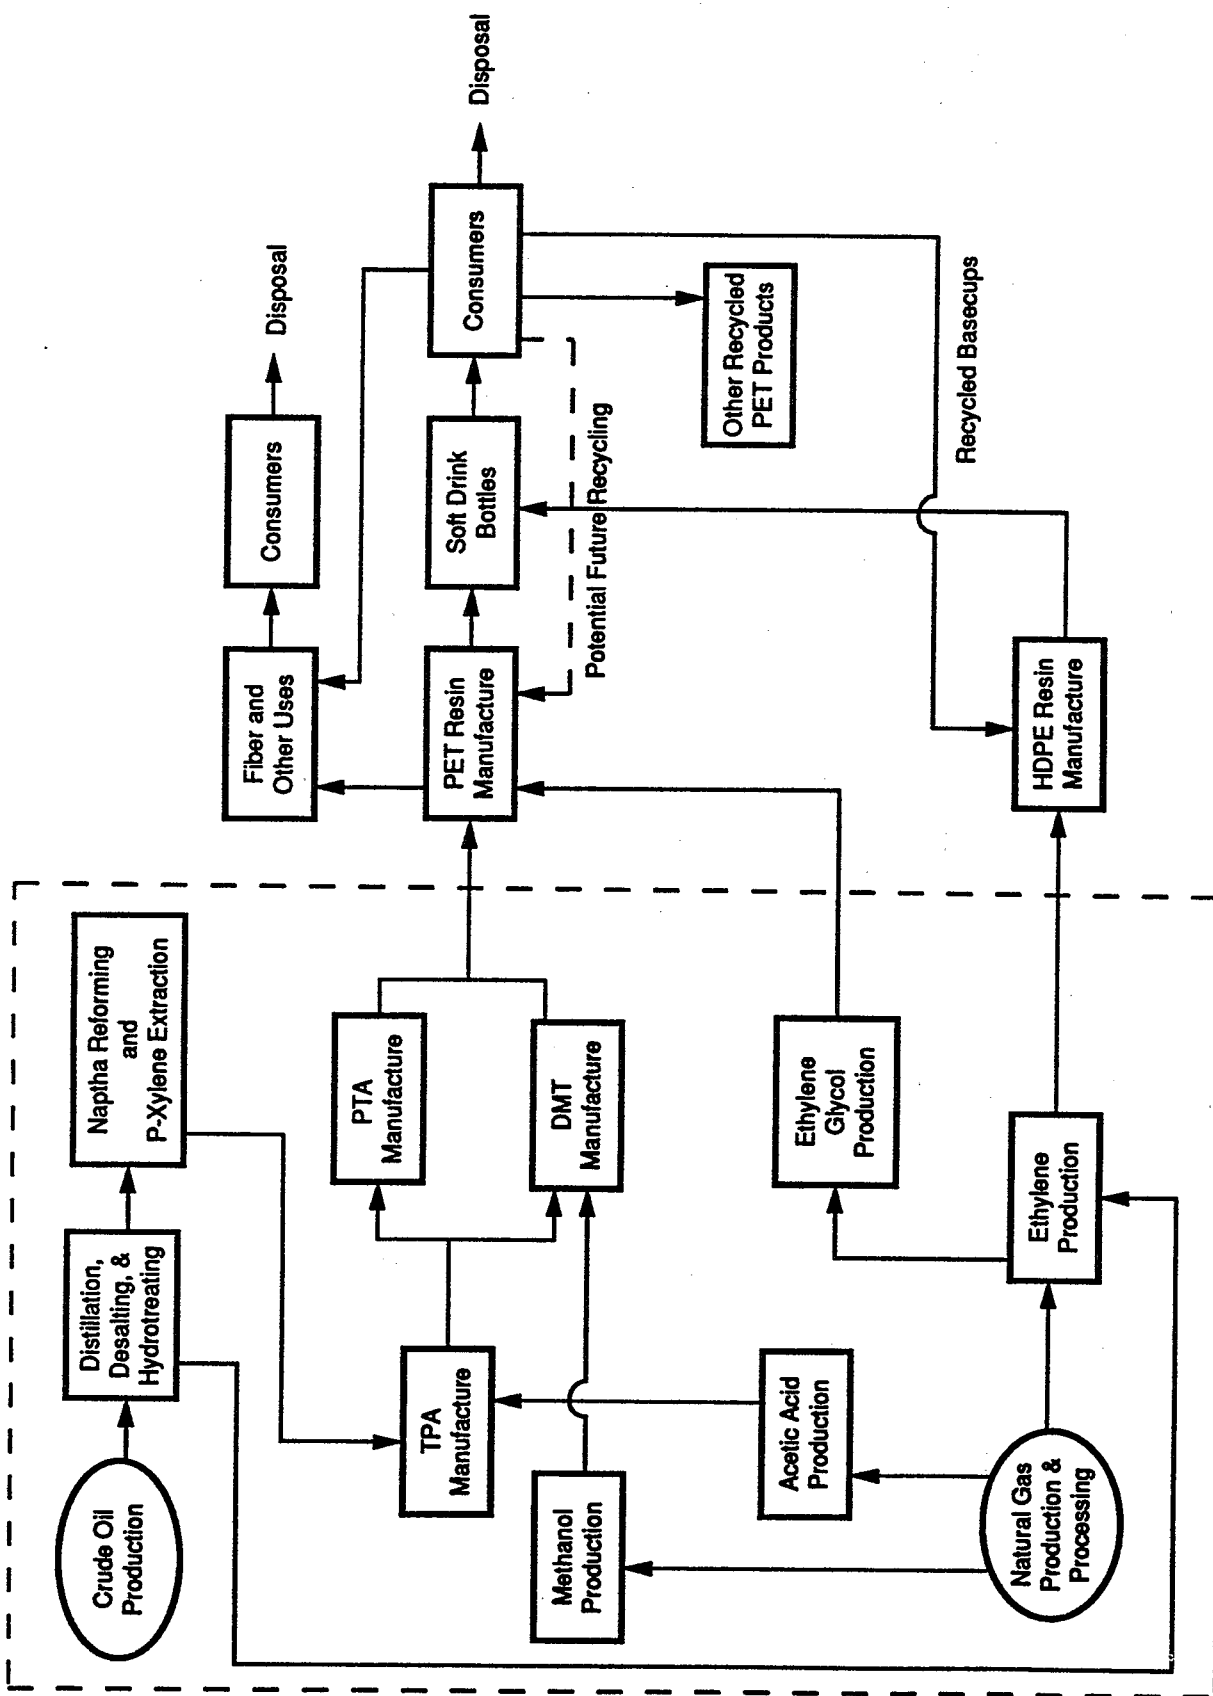 Crude Oil
Production
Distillation,
Desalting, &
Hydrotreating
Naptha Reforming
and
P-Xylene Extraction
TPA
Manufacture
PTA
Manufacture
DMT
Manufacture
Methanol
Production
Acetic Acid
Production
Natural Gas
Production &
Processing
Ethylene
Production
Ethylene
Glycol
Production
Fiber and
Other Uses
Consumers
Disposal
PET Resin
Manufacture
Soft Drink
Bottles
Consumers
Disposal
Potential Future Recycling
Other Recycled
PET Products
Recycled Basecups
HDPE Resin
Manufacture